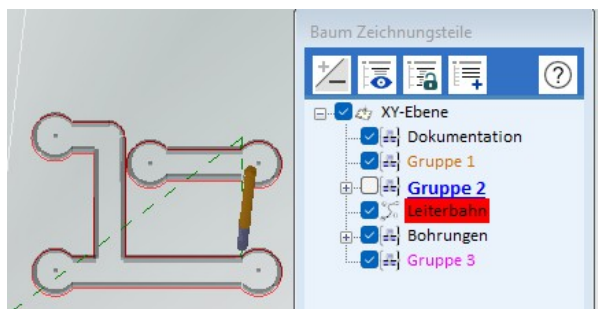 Baum Zeichnungsteile
XY-Ebene
Dokumentation
Gruppe 1
Gruppe 2
Leiterbahn
Bohrungen
Gruppe 3